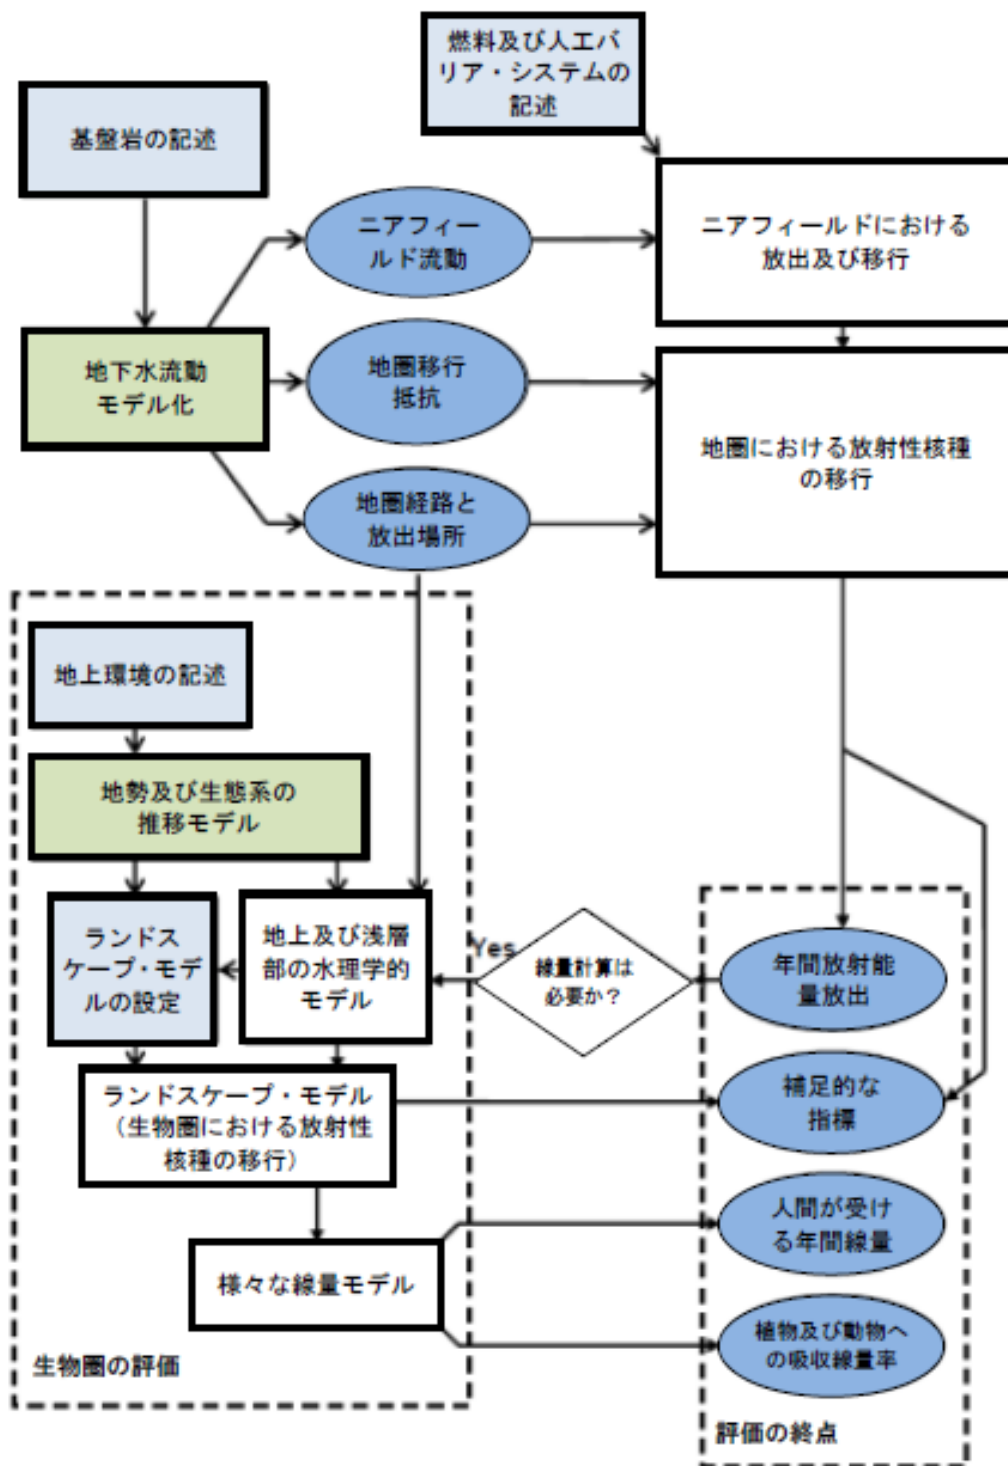 燃料及び人工バ
リア・システムの
記述
基盤岩の記述
ニアフィー
ルド流動
ニアフィールドにおける
放出及び移行
地下水流動
モデル化
地圏移行
抵抗
地圏における放射性核種
の移行
地圏経路と
放出場所
地上環境の記述
地勢及び生態系の
推移モデル
ランドス
ケープ・モデ
ルの設定
地上及び浅層
部の水理学的
モデル
Yes
線量計算は
必要か？
年間放射能
量放出
ランドスケープ・モデル
（生物圏における放射性
核種の移行）
補足的な
指標
人間が受け
る年間線量
様々な線量モデル
植物及び動物へ
の吸収線量率
生物圏の評価
評価の終点